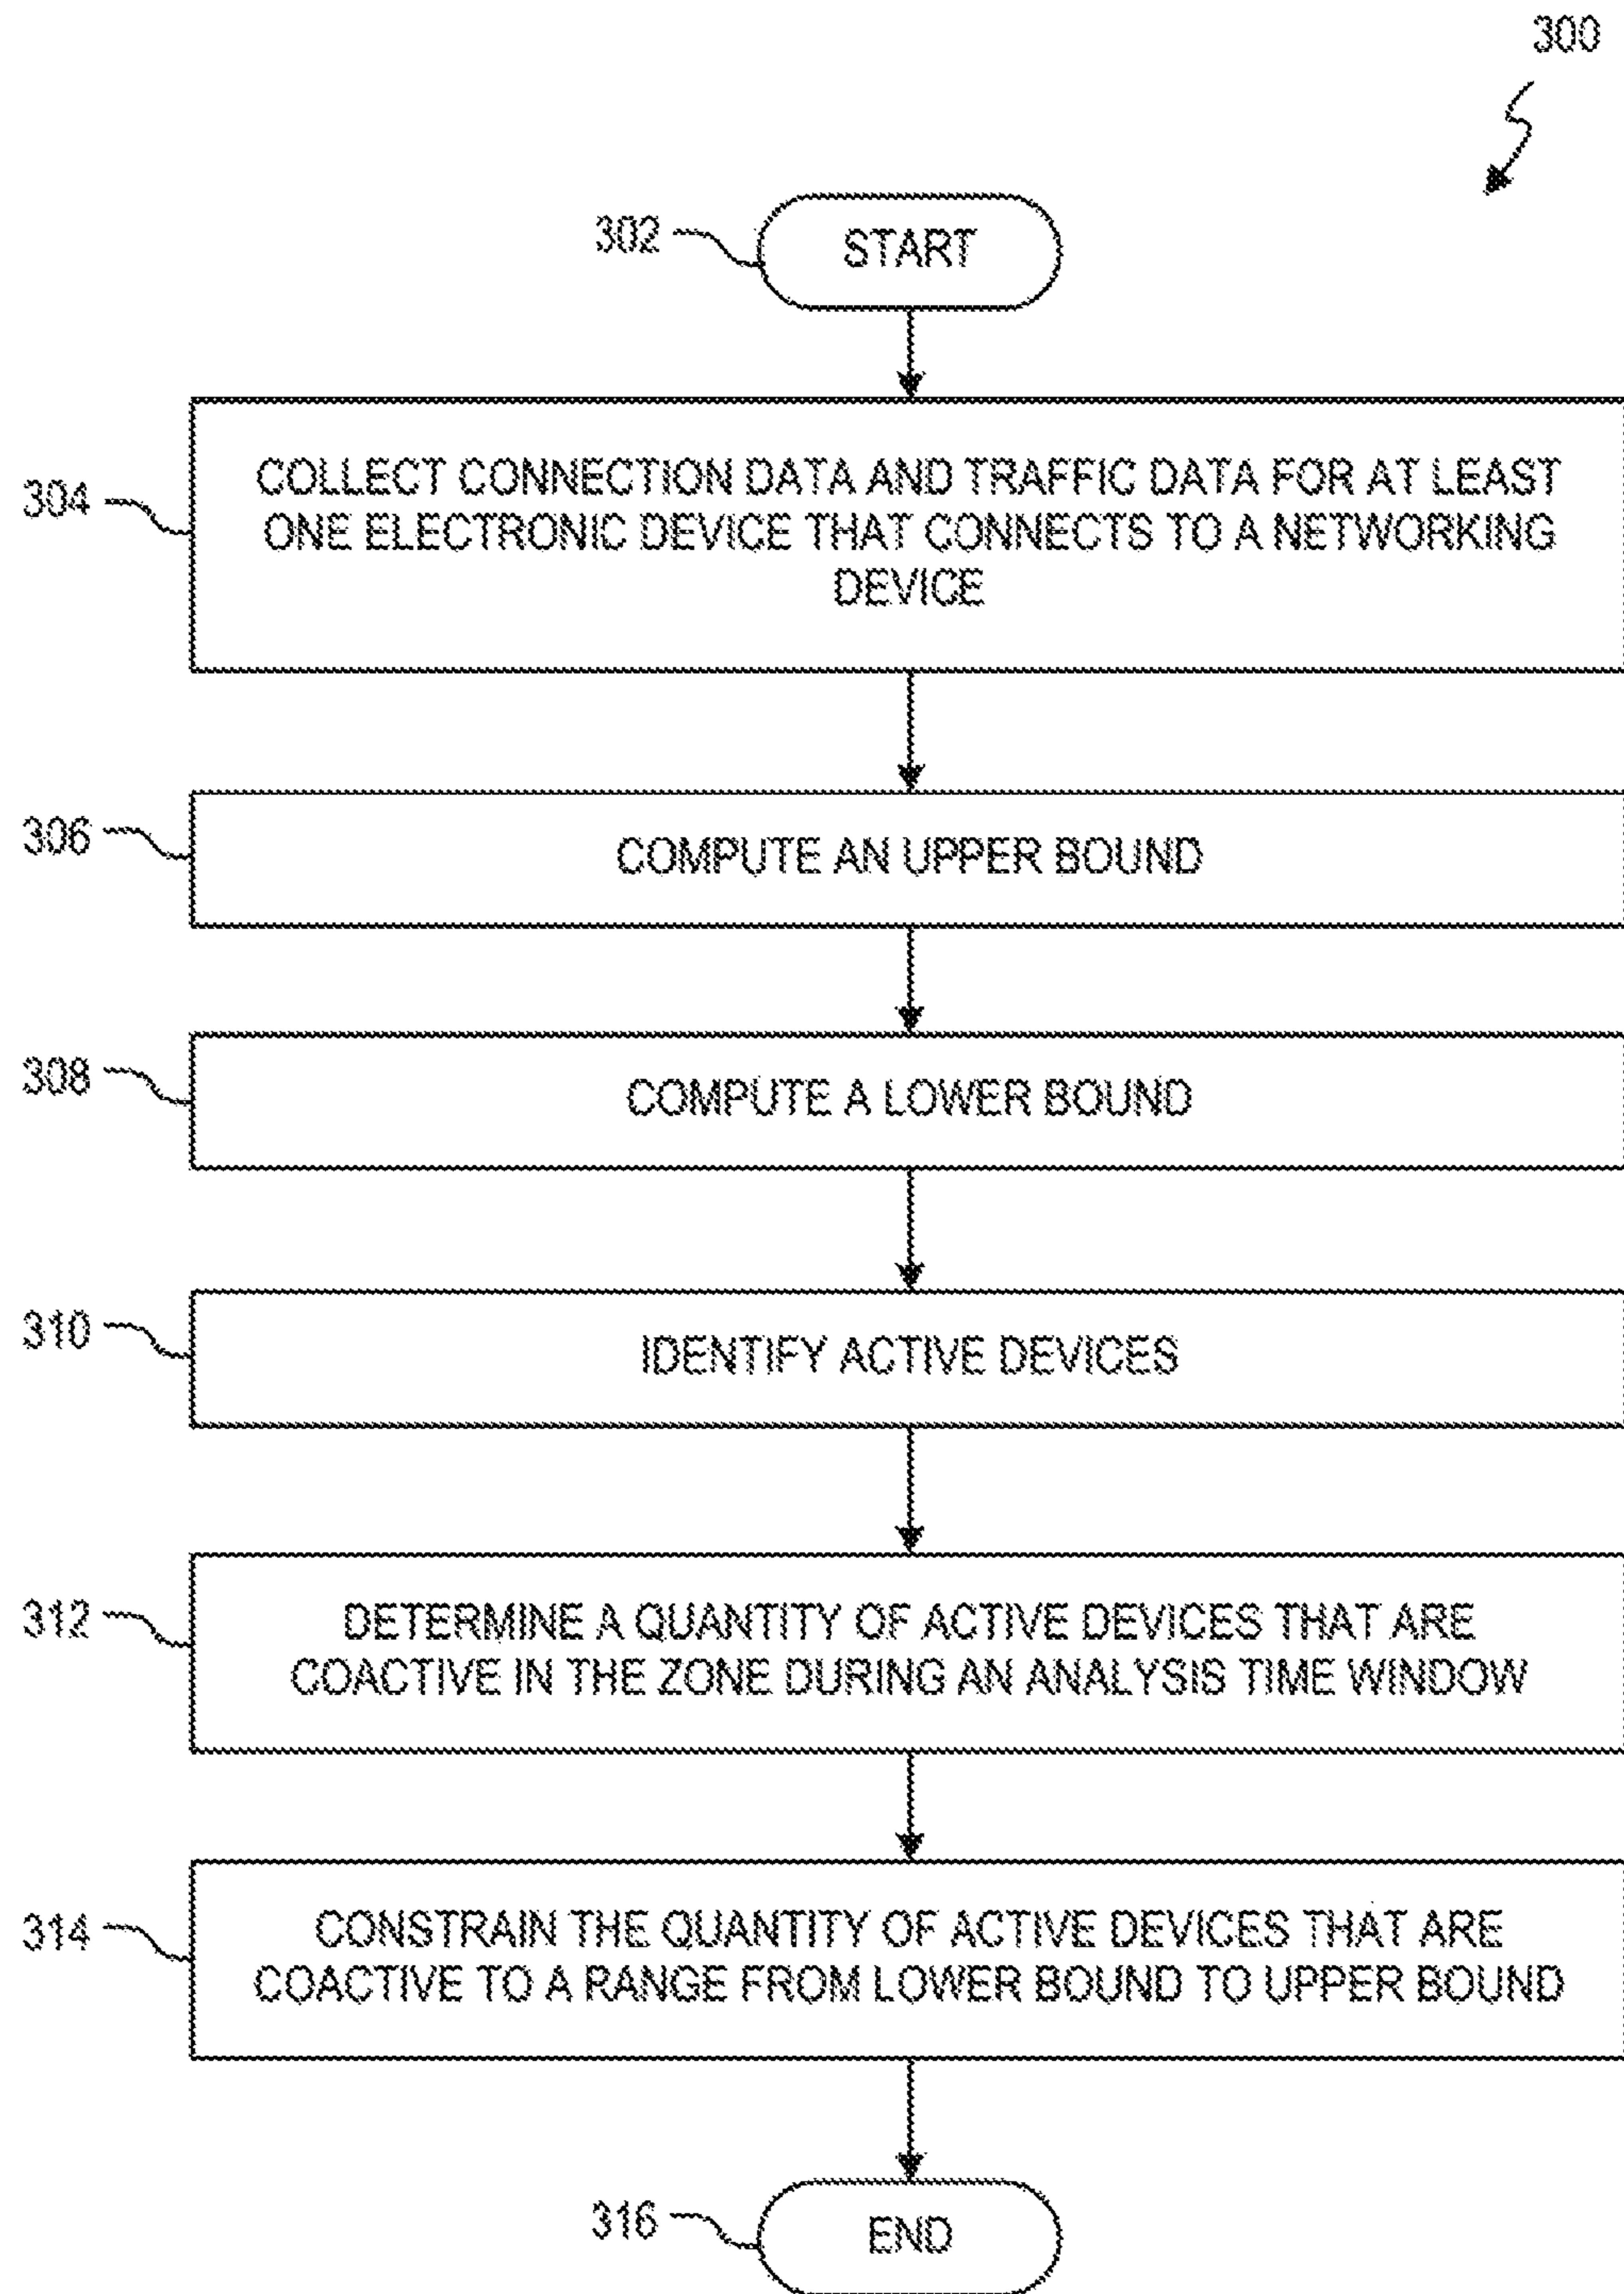 300
302
START
304
COLLECT CONNECTION DATA AND TRAFFIC DATA FOR AT LEAST
ONE ELECTRONIC DEVICE THAT CONNECTS TO A NETWORKING
DEVICE
306
COMPUTE AN UPPER BOUND
308
COMPUTE A LOWER BOUND
310
IDENTIFY ACTIVE DEVICES
312
DETERMINE A QUANTITY OF ACTIVE DEVICES THAT ARE
COACTIVE IN THE ZONE DURING AN ANALYSIS TIME WINDOW
314
CONSTRAIN THE QUANTITY OF ACTIVE DEVICES THAT ARE
COACTIVE TO A RANGE FROM LOWER BOUND TO UPPER BOUND
316
END